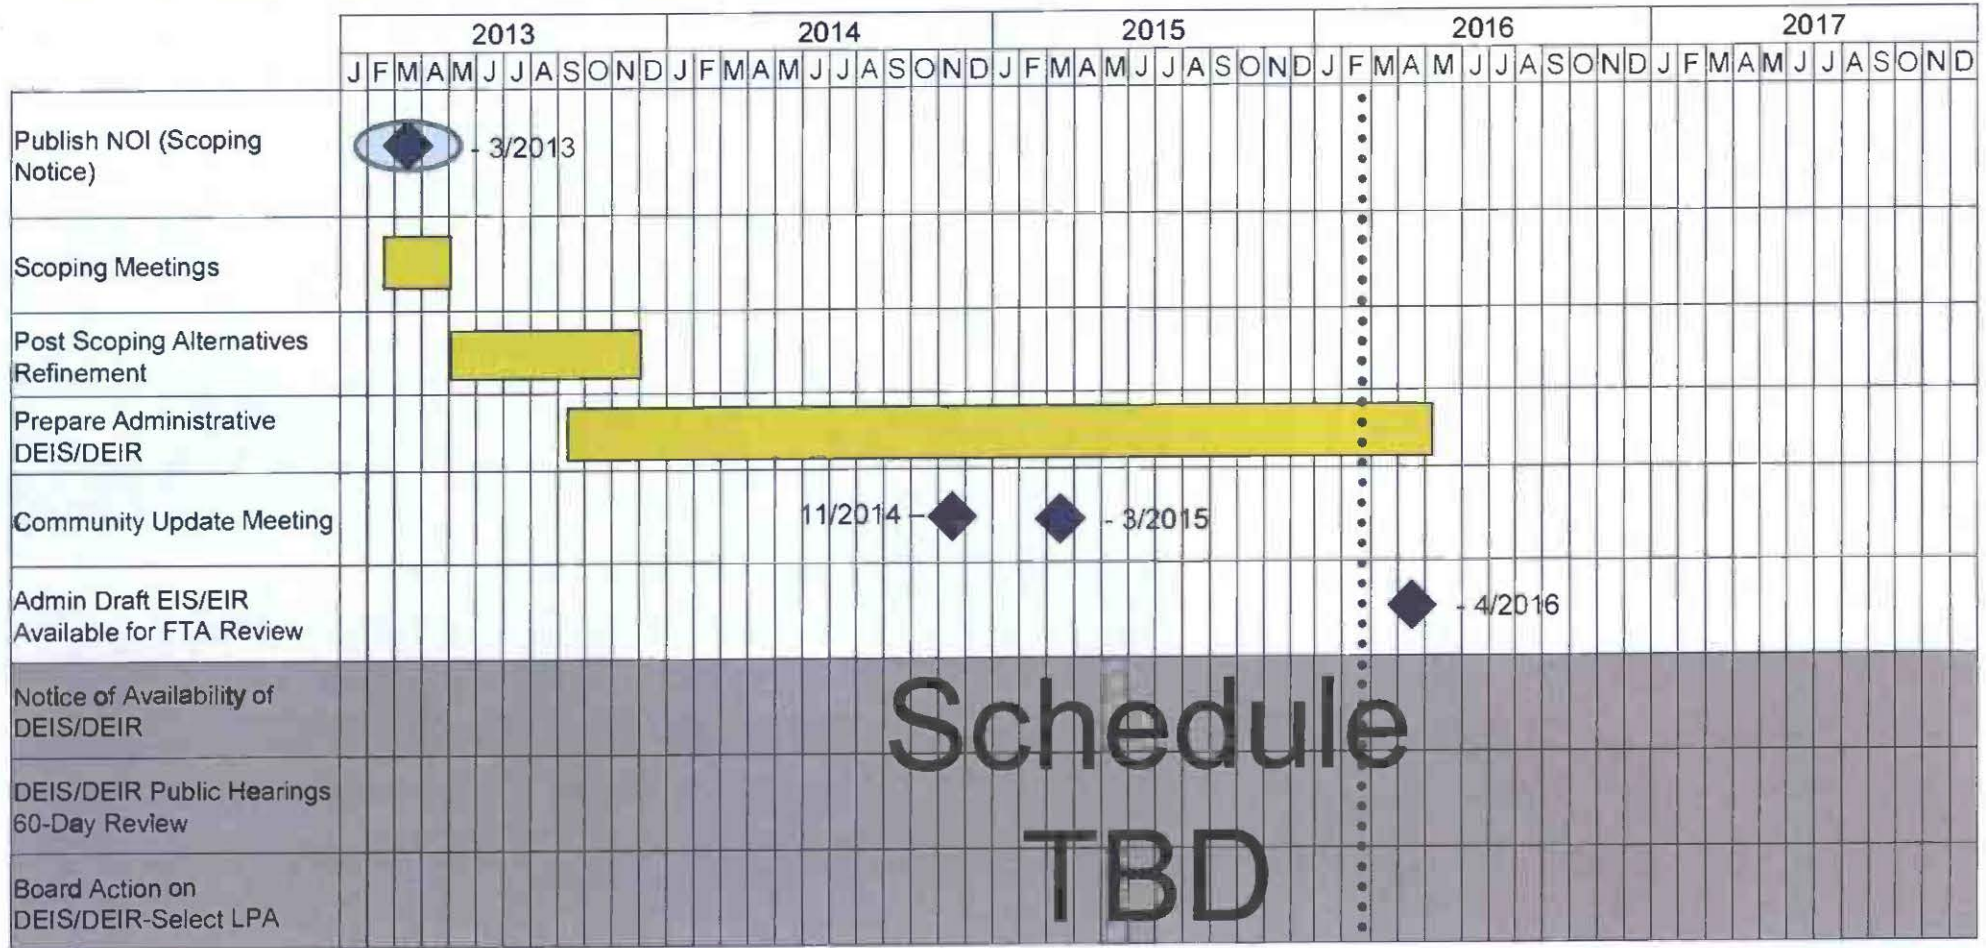 2013 2014 2015 2016 2017
J F M A M J J A S O N D J F M A M J J A S O N D J F M A M J J A S O N D J F M A M J J A S O N D J F M A M J J A S O N D
Publish NOI (Scoping
Notice)
- 3/2013
Scoping Meetings
Post Scoping Alternatives
Refinement
Prepare Administrative
DEIS/DEIR
Community Update Meeting
11/2014 –
- 3/2015
Admin Draft EIS/EIR
Available for FTA Review
- 4/2016
Notice of Availability of
DEIS/DEIR
DEIS/DEIR Public Hearings
60-Day Review
Board Action on
DEIS/DEIR-Select LPA
Schedule
TBD